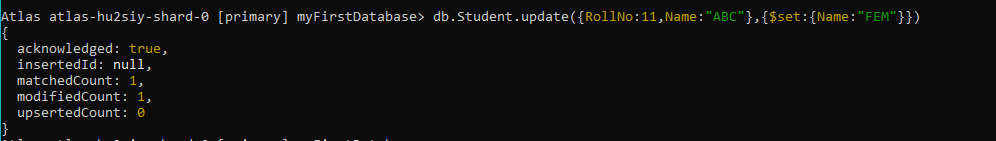 Atlas atlas-hu2siy-shard-0 [primary] myFirstDatabase> db.Student.update({RollNo:11,Name:"ABC"},{$set:{Name:"FEM"}})
{
  acknowledged: true,
  insertedId: null,
  matchedCount: 1,
  modifiedCount: 1,
  upsertedCount: 0
}